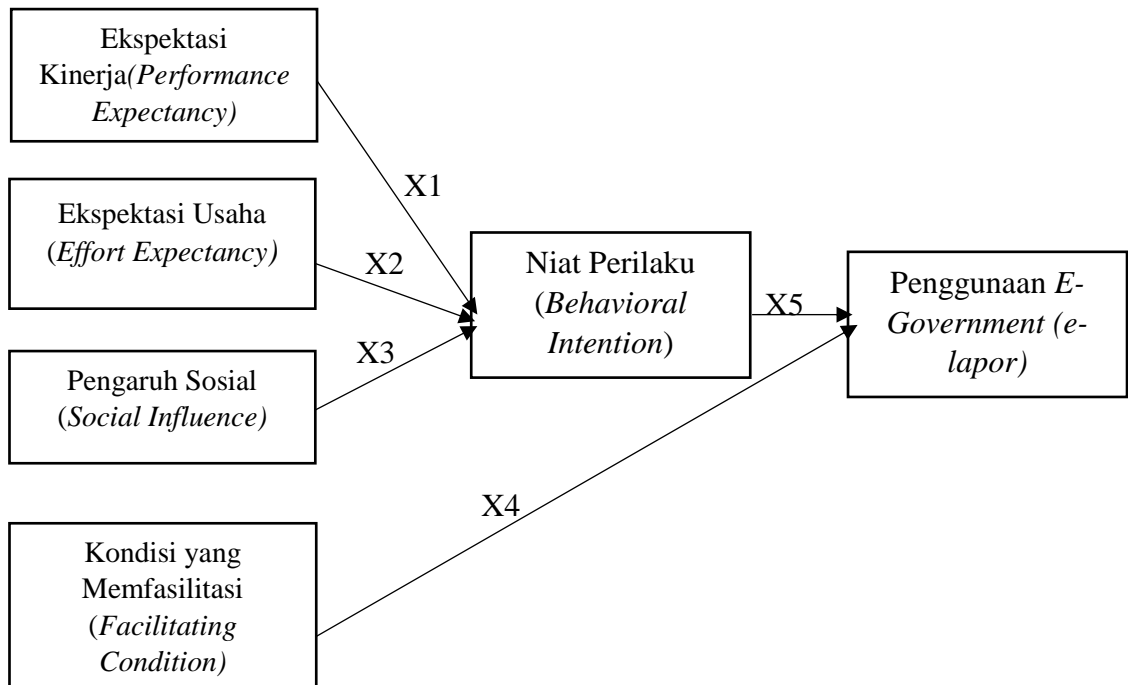 Ekspektasi
Kinerja(Performance
Expectancy)
X1
Ekspektasi Usaha
(Effort Expectancy)
X2
Niat Perilaku
(Behavioral
Intention)
X5
Penggunaan E-
Government (e-
lapor)
X3
Pengaruh Sosial
(Social Influence)
X4
Kondisi yang
Memfasilitasi
(Facilitating
Condition)